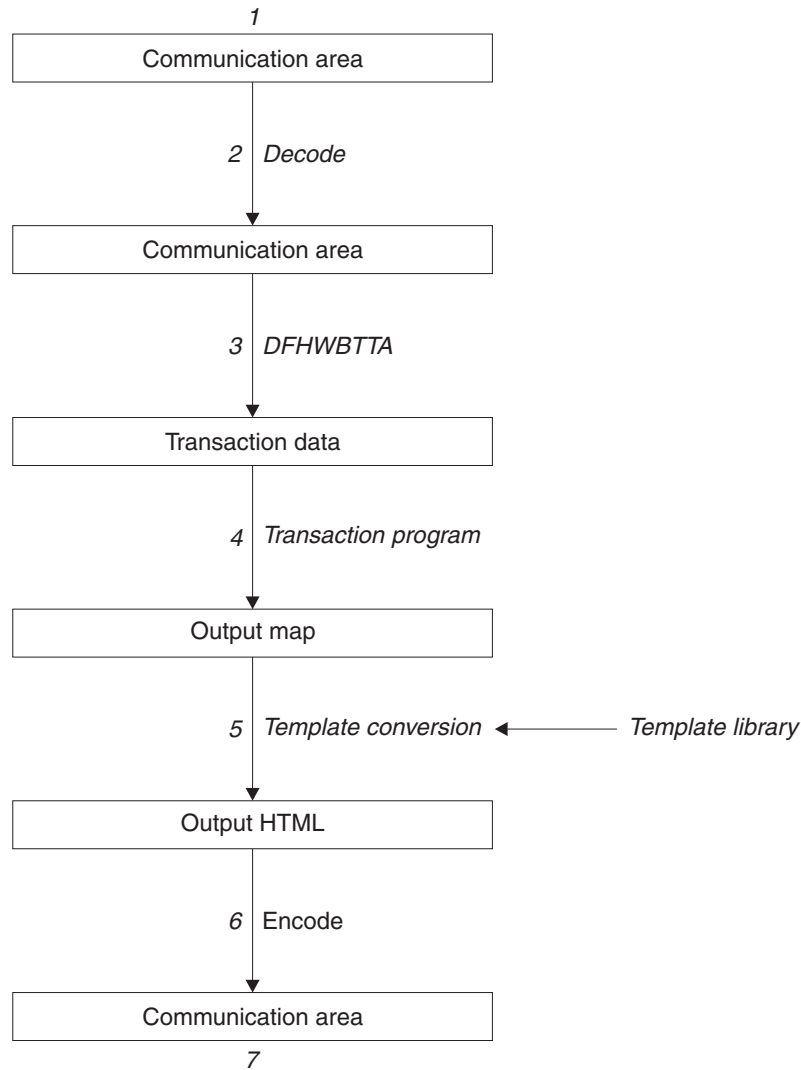 1
Communication area
2 Decode
Communication area
3 DFHWBTTA
Transaction data
4 Transaction program
Output map
5 Template conversion Template library
Output HTML
6 Encode
Communication area
7